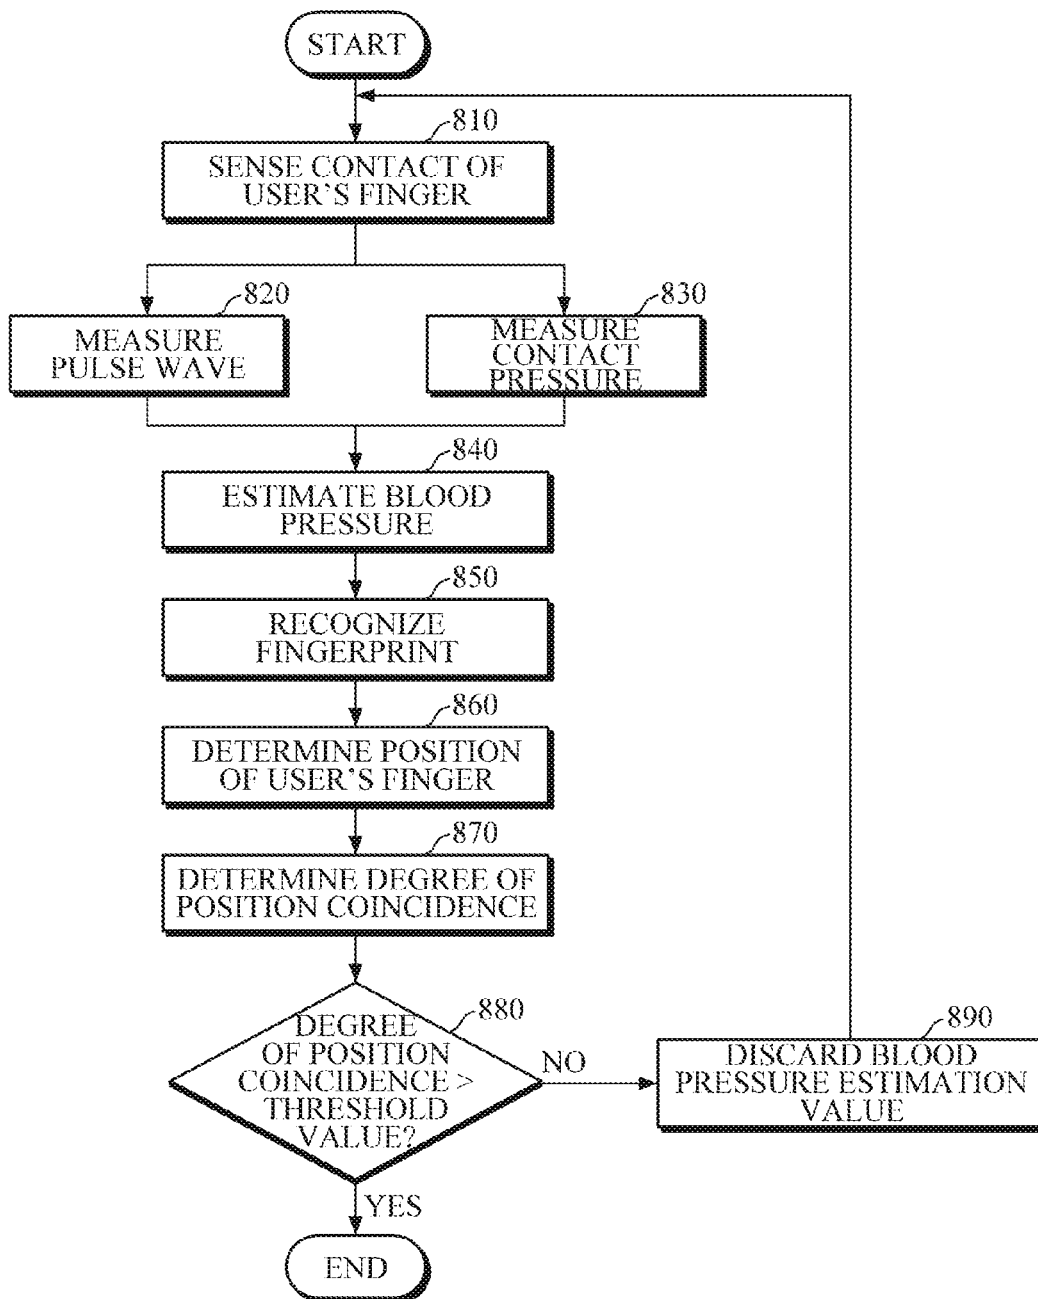 START
810
SENSE CONTACT OF
USER'S FINGER
820
MEASURE
PULSE WAVE
830
MEASURE
CONTACT
PRESSURE
840
ESTIMATE BLOOD
PRESSURE
850
RECOGNIZE
FINGERPRINT
860
DETERMINE POSITION
OF USER'S FINGER
870
DETERMINE DEGREE OF
POSITION COINCIDENCE
880
DEGREE
OF POSITION
COINCIDENCE >
THRESHOLD
VALUE?
NO
890
DISCARD BLOOD
PRESSURE ESTIMATION
VALUE
YES
END